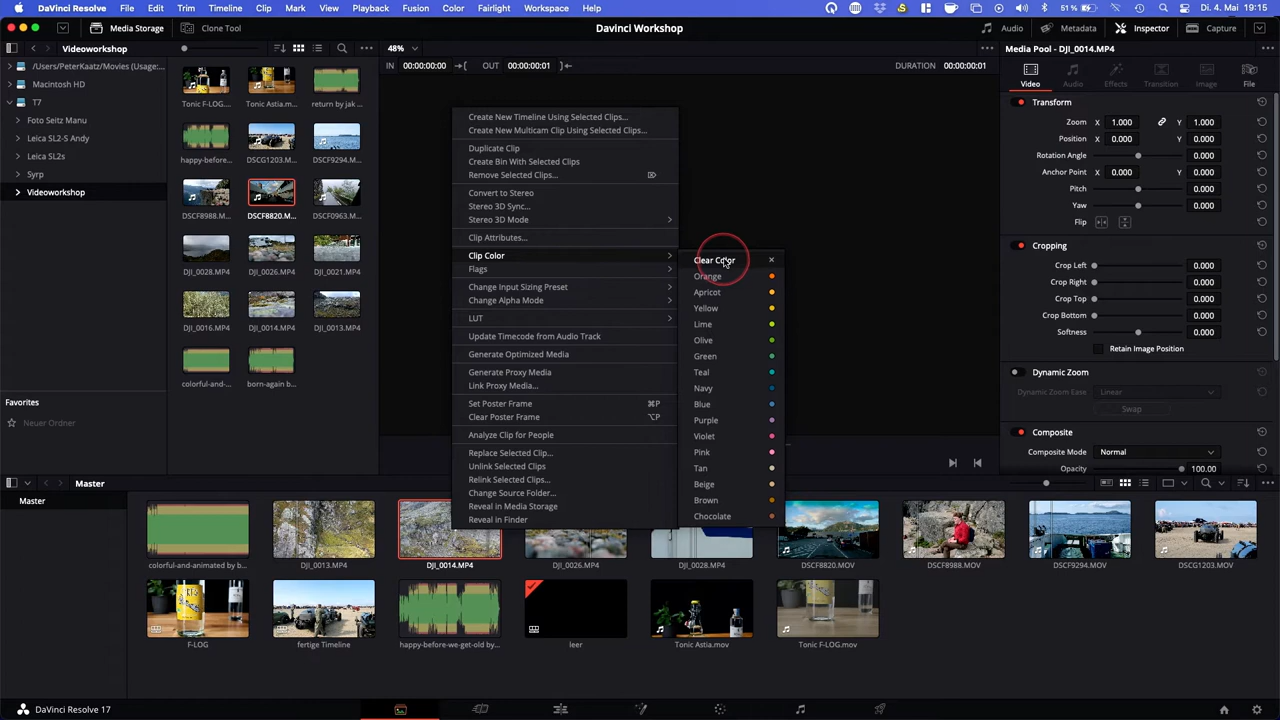 DaVinci Resolve File Edit Trim Timeline Clip Mark View Playback Fusion Color Fairlight Workspace Help 100% Di. 16. Nov. 19:15
Media Storage Clone Tool DaVinci Workshop Audio Metadata Inspector Capture
Videoworkshop 48% Media Pool - DJI_0014.MP4
IN 00:00:00:00 OUT 00:00:00:01 DURATION 00:00:00:01
/Users/PeterKaatz/Movies (Usage:...
Macintosh HD
T7
Foto Seitz Manu
Leica SL2-S Andy
Leica SL2s
Syrp
Videoworkshop
Favorites
Neuer Ordner
Tonic F-LOG.... Tonic Astia.m... return by jak ...
happy-before... DSCG1203.M... DSCF9294.M...
DSCF8988.M... DSCF8820.M... DSCF0963.M...
DJI_0028.MP4 DJI_0026.MP4 DJI_0021.MP4
DJI_0016.MP4 DJI_0014.MP4 DJI_0013.MP4
colorful-and-... born-again b...
Create New Timeline Using Selected Clips...
Create New Multicam Clip Using Selected Clips...
Duplicate Clip
Create Bin With Selected Clips
Remove Selected Clips...
Convert to Stereo
Stereo 3D Sync...
Stereo 3D Mode
Clip Attributes...
Clip Color
Flags
Change Input Sizing Preset
Change Alpha Mode
LUT
Update Timecode from Audio Track
Generate Optimized Media
Generate Proxy Media
Link Proxy Media...
Set Poster Frame ⌘P
Clear Poster Frame ⌥P
Analyze Clip for People
Replace Selected Clip...
Unlink Selected Clips
Relink Selected Clips...
Change Source Folder...
Reveal in Media Storage
Reveal in Finder
Clear Color
Orange
Apricot
Yellow
Lime
Olive
Green
Teal
Navy
Blue
Purple
Violet
Pink
Tan
Beige
Brown
Chocolate
Video Audio Effects Transition Image File
Transform
Zoom X 1.000 Y 1.000
Position X 0.000 Y 0.000
Rotation Angle 0.000
Anchor Point X 0.000 Y 0.000
Pitch 0.000
Yaw 0.000
Flip
Cropping
Crop Left 0.000
Crop Right 0.000
Crop Top 0.000
Crop Bottom 0.000
Softness 0.000
Retain Image Position
Dynamic Zoom
Dynamic Zoom Ease Linear
Swap
Composite
Composite Mode Normal
Opacity 100.00
Master
Master
colorful-and-animated by b... DJI_0013.MP4 DJI_0014.MP4 DJI_0026.MP4 DJI_0028.MP4 DSCF8820.MOV DSCF8988.MOV DSCF9294.MOV DSCG1203.MOV
F-LOG fertige Timeline happy-before-we-get-old by... leer Tonic Astia.mov Tonic F-LOG.mov
DaVinci Resolve 17